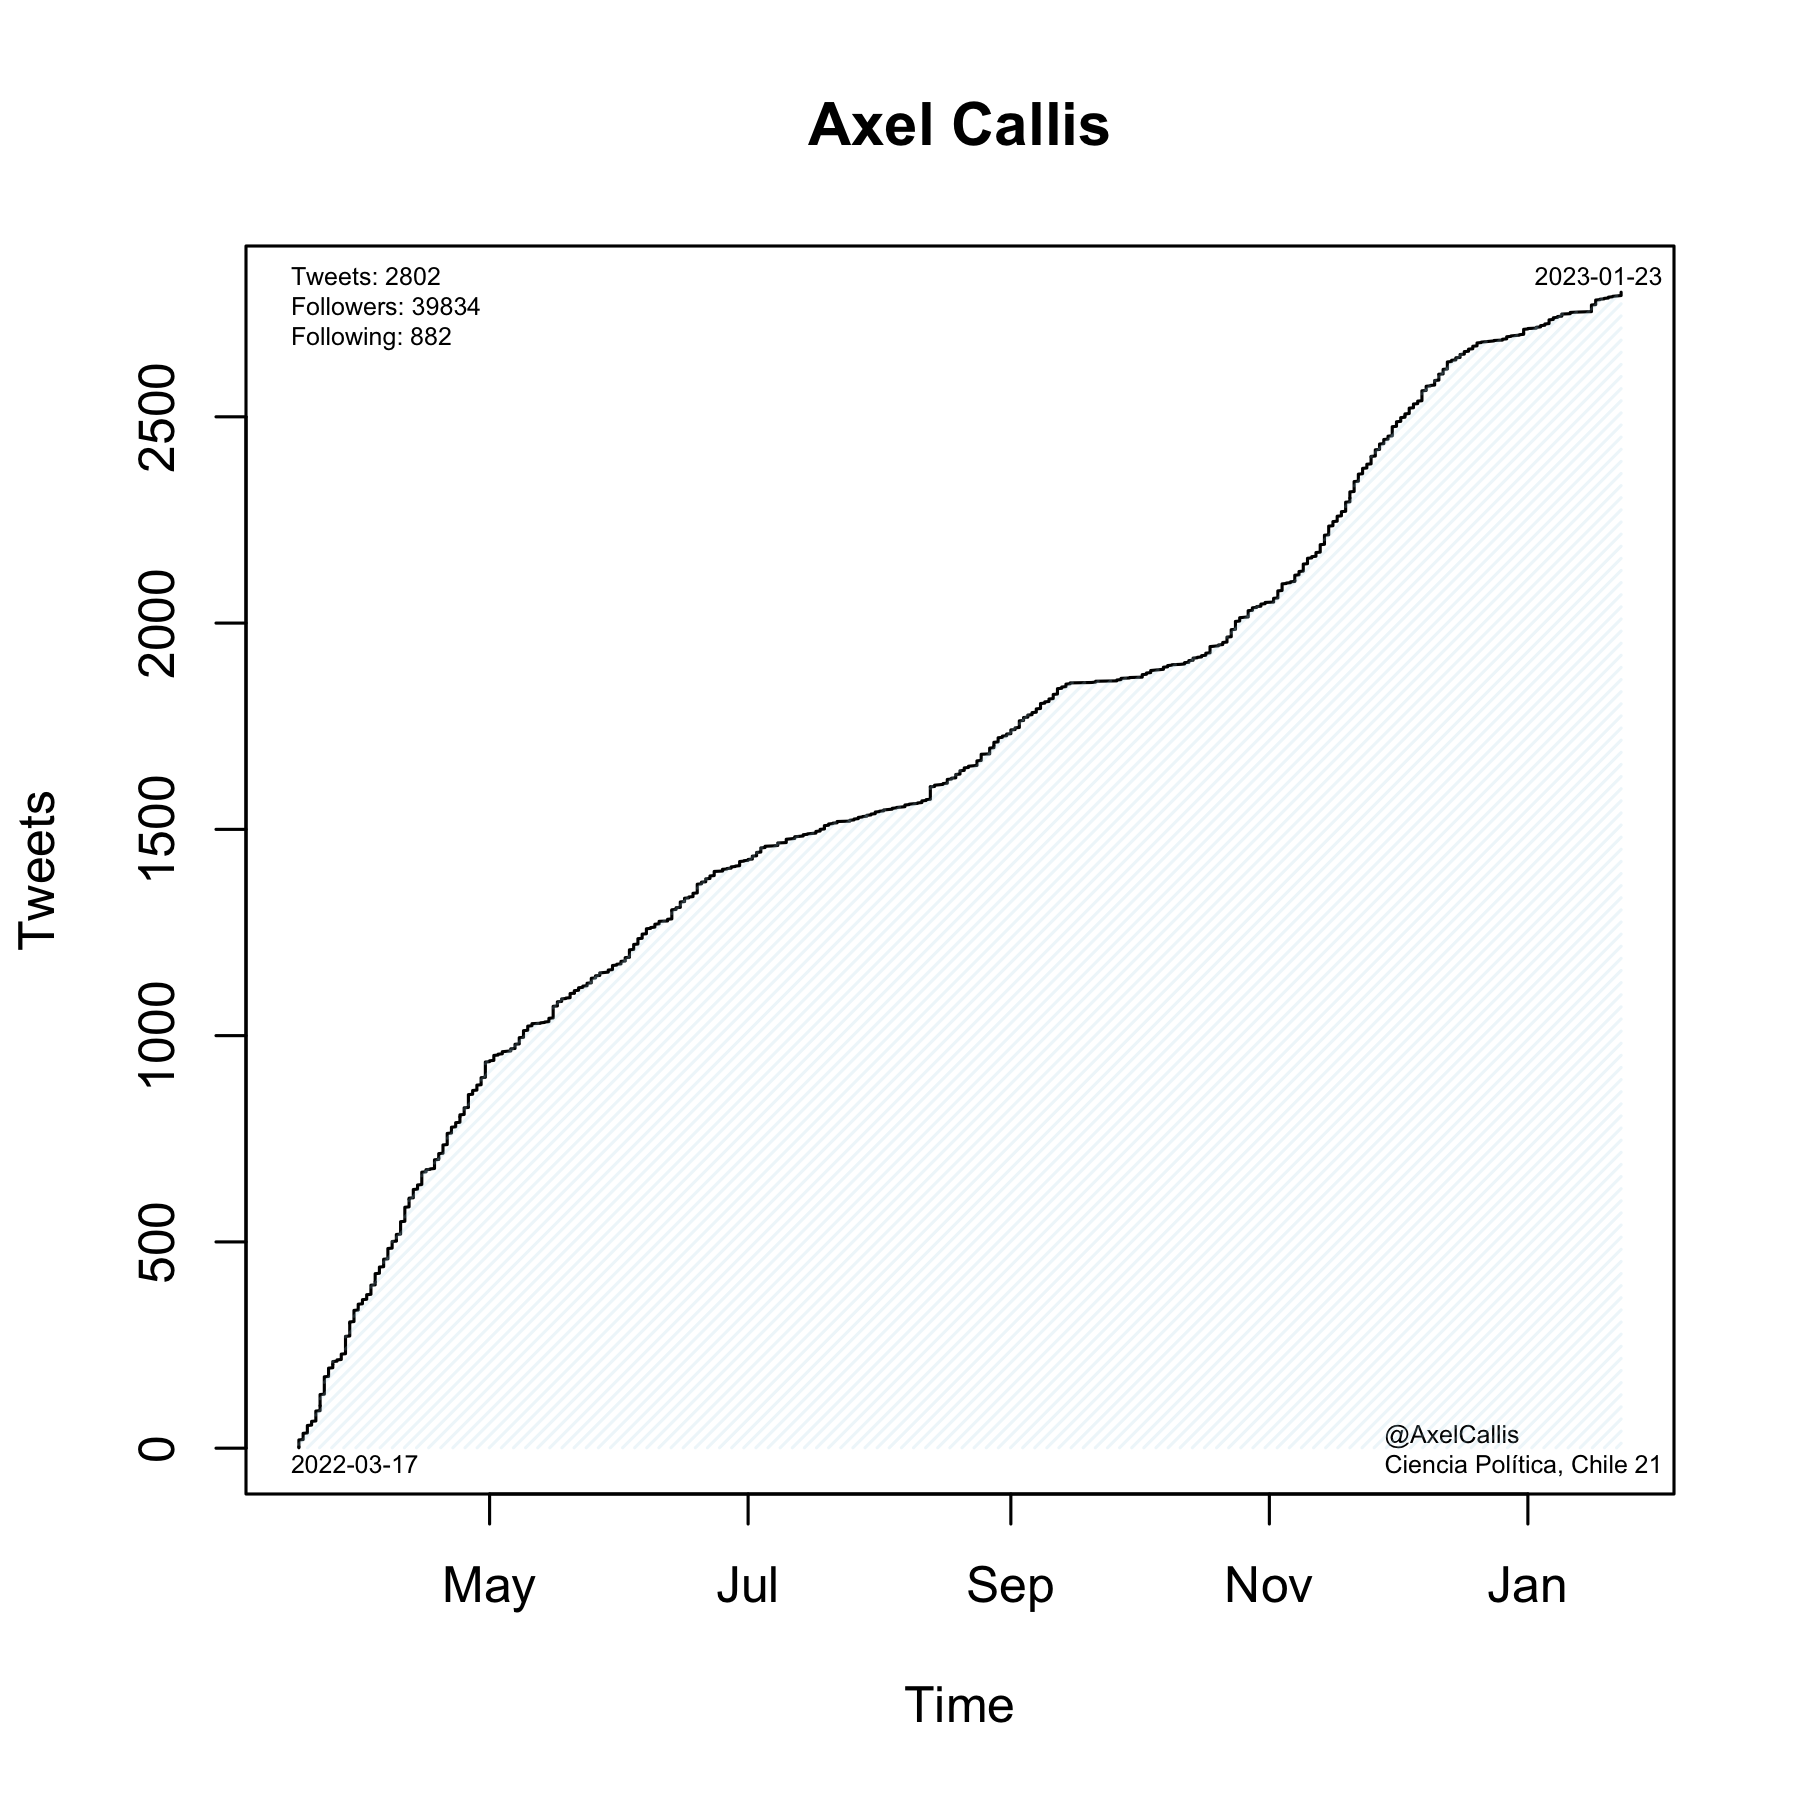 Axel Callis
Tweets: 2802
Followers: 39834
Following: 882
2023-01-23
2500
2000
1500
1000
500
0
Tweets
2022-03-17
@AxelCallis
Ciencia Política, Chile 21
May
Jul
Sep
Nov
Jan
Time